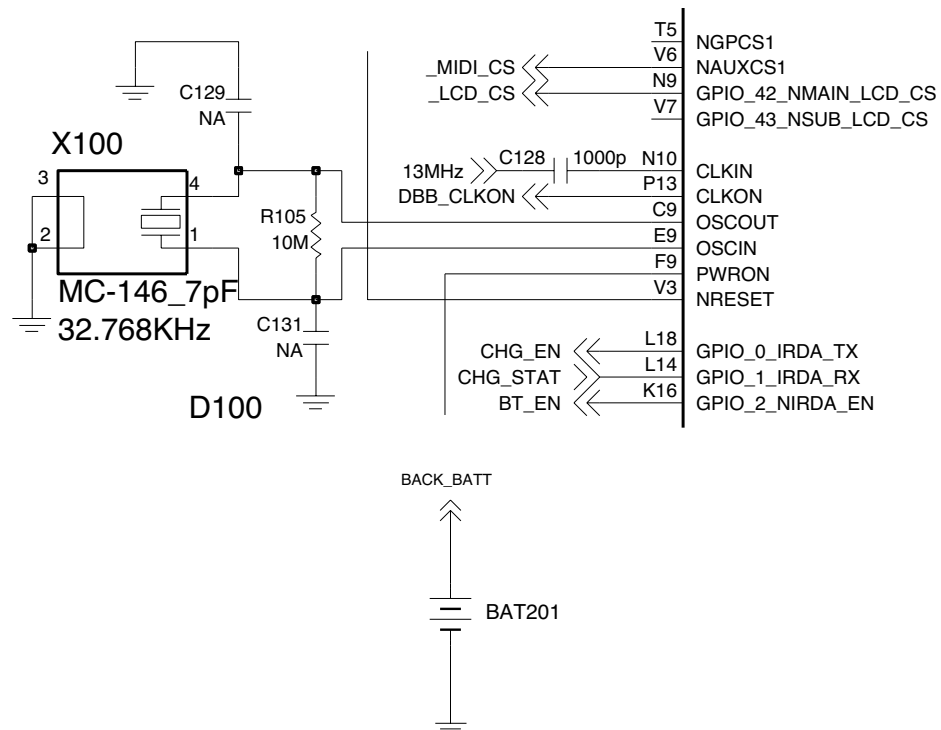 T5 NGPCS1
_MIDI_CS V6 NAUXCS1
_LCD_CS N9 GPIO_42_NMAIN_LCD_CS
V7 GPIO_43_NSUB_LCD_CS
C129
NA
X100
3 4
2 1
MC-146_7pF
32.768KHz
R105
10M
C131
NA
D100
13MHz C128 1000p N10 CLKIN
DBB_CLKON P13 CLKON
C9 OSCOUT
E9 OSCIN
F9 PWRON
V3 NRESET
CHG_EN L18 GPIO_0_IRDA_TX
CHG_STAT L14 GPIO_1_IRDA_RX
BT_EN K16 GPIO_2_NIRDA_EN
BACK_BATT
BAT201